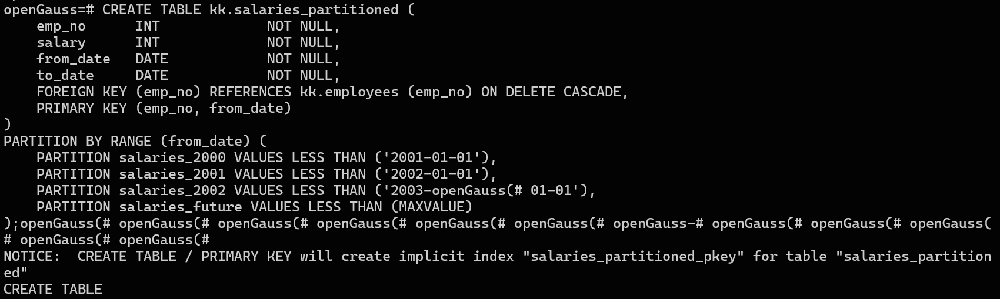 openGauss=# CREATE TABLE kk.salaries_partitioned (
    emp_no      INT             NOT NULL,
    salary      INT             NOT NULL,
    from_date   DATE            NOT NULL,
    to_date     DATE            NOT NULL,
    FOREIGN KEY (emp_no) REFERENCES kk.employees (emp_no) ON DELETE CASCADE,
    PRIMARY KEY (emp_no, from_date)
)
PARTITION BY RANGE (from_date) (
    PARTITION salaries_2000 VALUES LESS THAN ('2001-01-01'),
    PARTITION salaries_2001 VALUES LESS THAN ('2002-01-01'),
    PARTITION salaries_2002 VALUES LESS THAN ('2003-openGauss(# 01-01'),
    PARTITION salaries_future VALUES LESS THAN (MAXVALUE)
);openGauss(# openGauss(# openGauss(# openGauss(# openGauss(# openGauss(# openGauss-# openGauss(# openGauss(# openGauss(
# openGauss(# openGauss(#
NOTICE:  CREATE TABLE / PRIMARY KEY will create implicit index "salaries_partitioned_pkey" for table "salaries_partition
ed"
CREATE TABLE